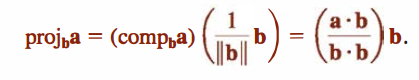 proj_b a = (comp_b a) (1/‖b‖ b) = (a·b/b·b) b.